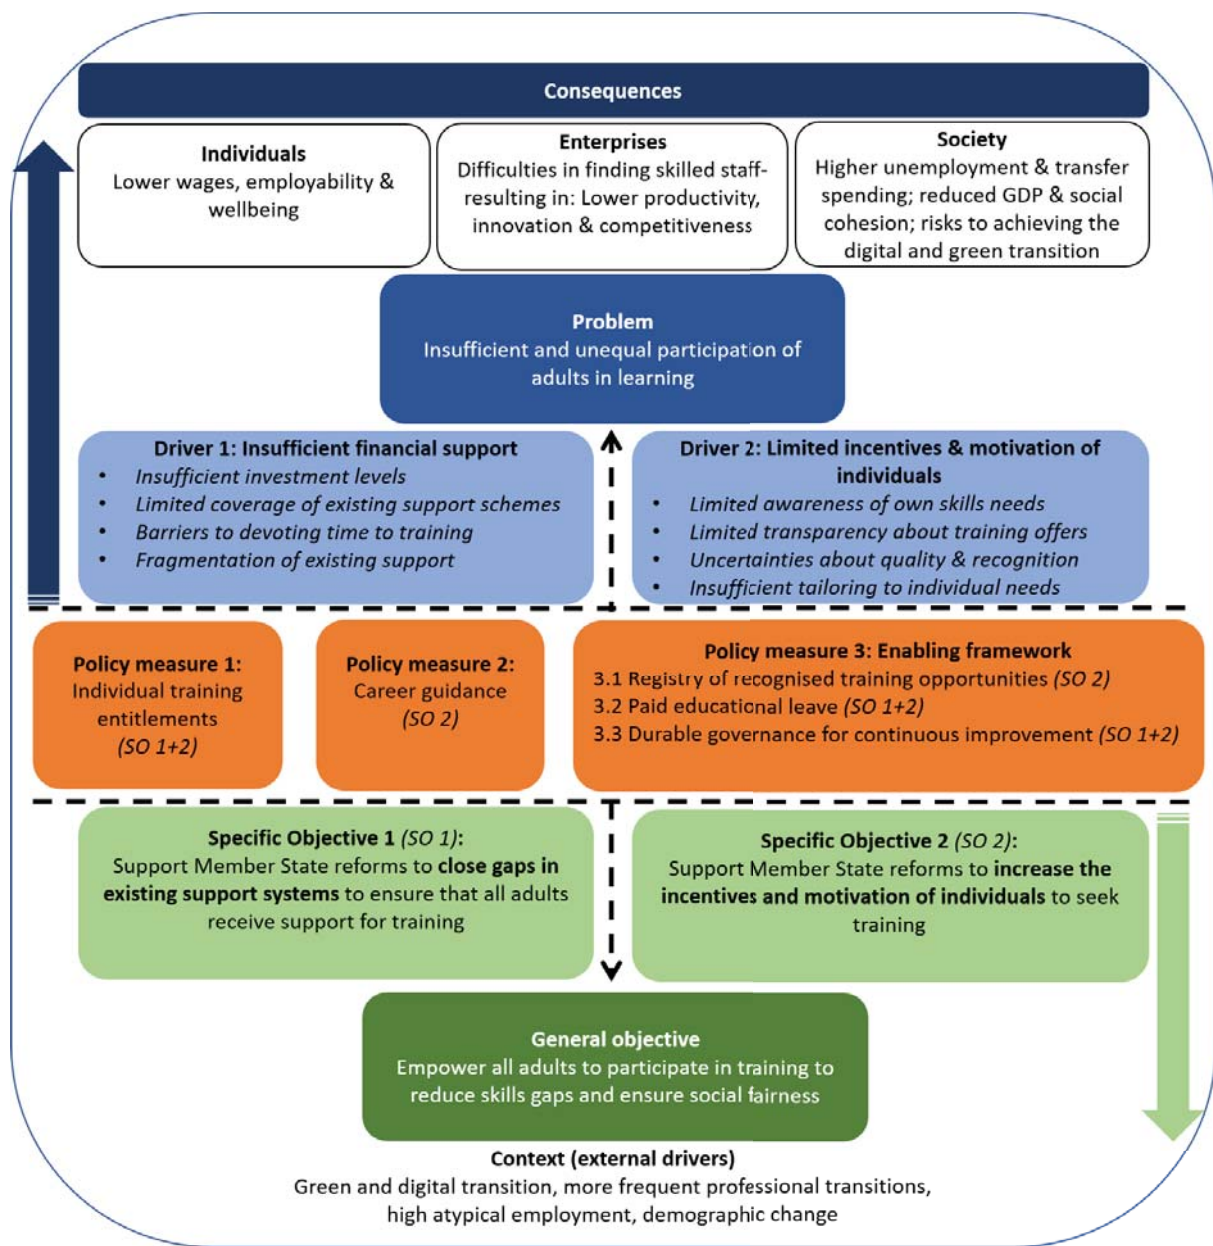 Consequences
Individuals
Lower wages, employability &
wellbeing
Enterprises
Difficulties in finding skilled staff-
resulting in: Lower productivity,
innovation & competitiveness
Society
Higher unemployment & transfer
spending; reduced GDP & social
cohesion; risks to achieving the
digital and green transition
Problem
Insufficient and unequal participation of
adults in learning
Driver 1: Insufficient financial support
• Insufficient investment levels
• Limited coverage of existing support schemes
• Barriers to devoting time to training
• Fragmentation of existing support
Driver 2: Limited incentives & motivation of
individuals
• Limited awareness of own skills needs
• Limited transparency about training offers
• Uncertainties about quality & recognition
• Insufficient tailoring to individual needs
Policy measure 1:
Individual training
entitlements
(SO 1+2)
Policy measure 2:
Career guidance
(SO 2)
Policy measure 3: Enabling framework
3.1 Registry of recognised training opportunities (SO 2)
3.2 Paid educational leave (SO 1+2)
3.3 Durable governance for continuous improvement (SO 1+2)
Specific Objective 1 (SO 1):
Support Member State reforms to close gaps in
existing support systems to ensure that all adults
receive support for training
Specific Objective 2 (SO 2):
Support Member State reforms to increase the
incentives and motivation of individuals to seek
training
General objective
Empower all adults to participate in training to
reduce skills gaps and ensure social fairness
Context (external drivers)
Green and digital transition, more frequent professional transitions,
high atypical employment, demographic change